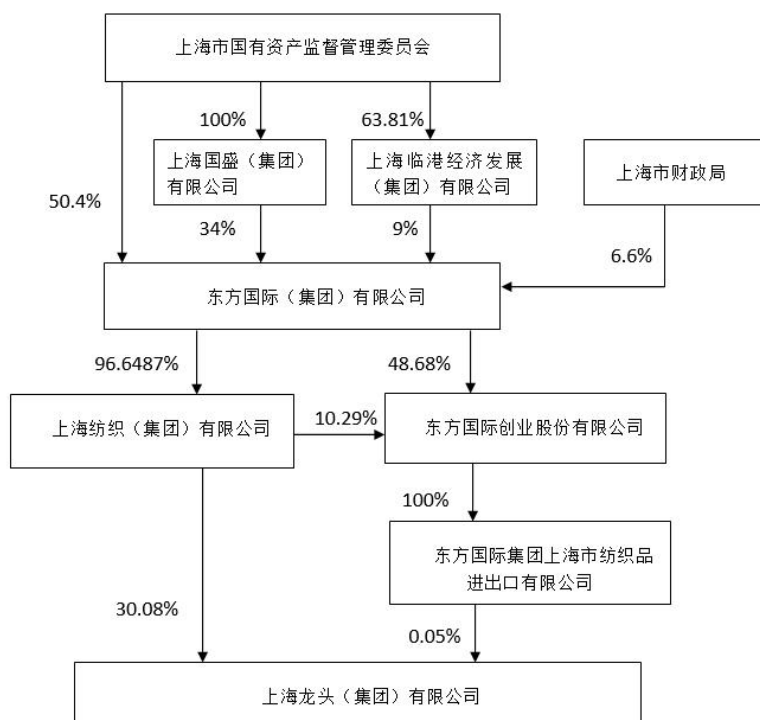 上海市国有资产监督管理委员会
100%
63.81%
上海国盛（集团）
有限公司
上海临港经济发展
（集团）有限公司
上海市财政局
50.4%
34%
9%
6.6%
东方国际（集团）有限公司
96.6487%
48.68%
上海纺织（集团）有限公司
10.29%
东方国际创业股份有限公司
100%
东方国际集团上海市纺织品
进出口有限公司
30.08%
0.05%
上海龙头（集团）有限公司